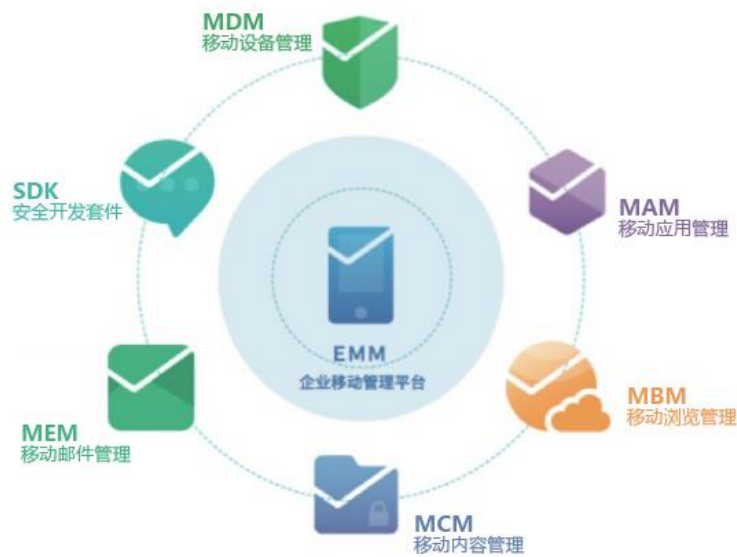 MDM
移动设备管理
SDK
安全开发套件
MAM
移动应用管理
EMM
企业移动管理平台
MBM
移动浏览管理
MEM
移动邮件管理
MCM
移动内容管理